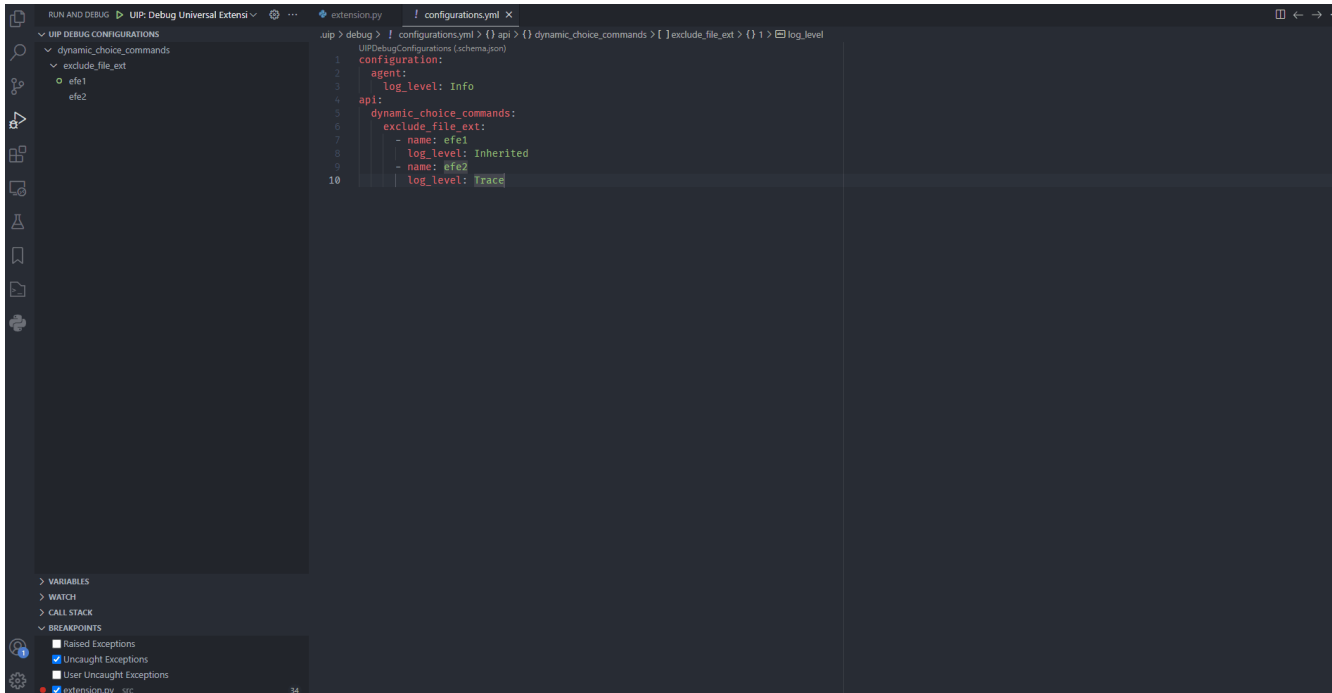 RUN AND DEBUG UIP: Debug Universal Extensi ...
UIP DEBUG CONFIGURATIONS
dynamic_choice_commands
exclude_file_ext
efe1
efe2
VARIABLES
WATCH
CALL STACK
BREAKPOINTS
Raised Exceptions
Uncaught Exceptions
User Uncaught Exceptions
extension.py src 34
1
extension.py ! configurations.yml ×
.uip > debug > ! configurations.yml > {} api > {} dynamic_choice_commands > [ ] exclude_file_ext > {} 1 > log_level
UIPDebugConfigurations (.schema.json)
1 configuration:
2 agent:
3 log_level: Info
4 api:
5 dynamic_choice_commands:
6 exclude_file_ext:
7 - name: efe1
8 log_level: Inherited
9 - name: efe2
10 log_level: Trace